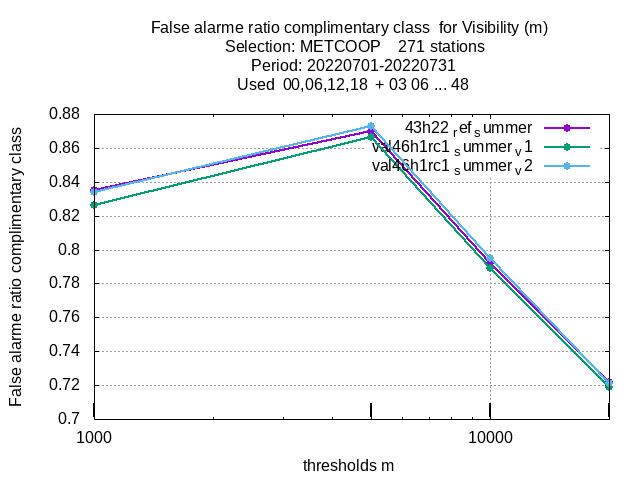 False alarme ratio complimentary class for Visibility (m)
Selection: METCOOP 271 stations
Period: 20220701-20220731
Used 00,06,12,18 + 03 06 ... 48
False alarme ratio complimentary class
0.88
0.86
0.84
0.82
0.8
0.78
0.76
0.74
0.72
0.7
43h22 ref summer
val46h1rc1 summer v1
val46h1rc1 summer v2
1000
10000
thresholds m